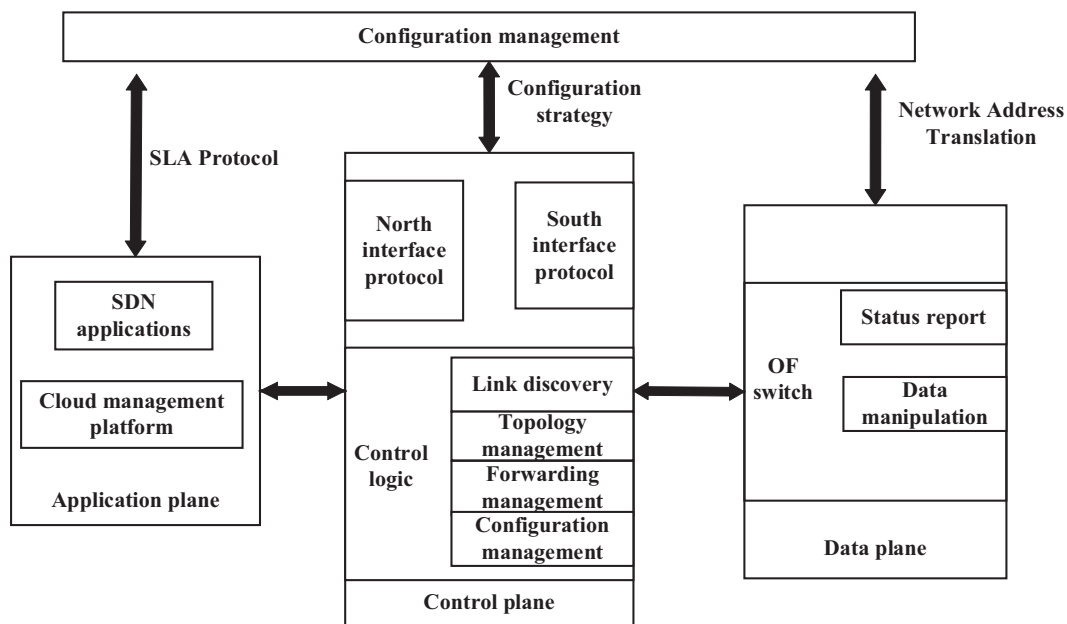 Configuration management
SLA Protocol
Configuration
strategy
Network Address
Translation
SDN
applications
Cloud management
platform
Application plane
North
interface
protocol
South
interface
protocol
Control
logic
Link discovery
Topology
management
Forwarding
management
Configuration
management
Control plane
OF
switch
Status report
Data
manipulation
Data plane